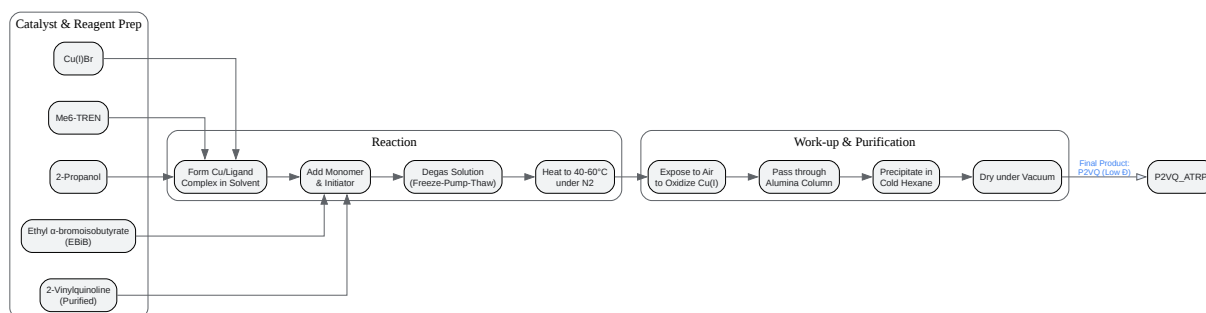 Catalyst & Reagent Prep
Cu(I)Br
Me6-TREN
2-Propanol
Ethyl α-bromoisobutyrate
(EBiB)
2-Vinylquinoline
(Purified)
Reaction
Form Cu/Ligand
Complex in Solvent
Add Monomer
& Initiator
Degas Solution
(Freeze-Pump-Thaw)
Heat to 40-60°C
under N2
Work-up & Purification
Expose to Air
to Oxidize Cu(I)
Pass through
Alumina Column
Precipitate in
Cold Hexane
Dry under Vacuum
Final Product:
P2VQ (Low Đ)
P2VQ_ATRP